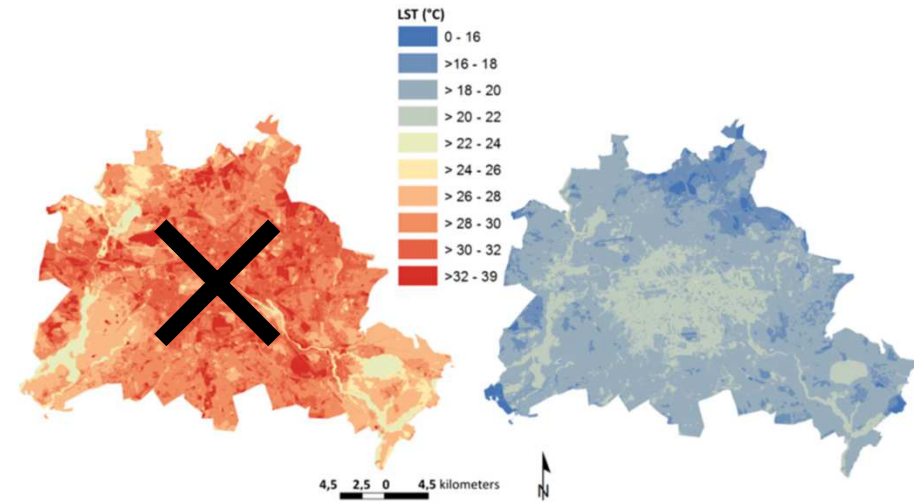 LST (°C)
0 - 16
>16 - 18
> 18 - 20
> 20 - 22
> 22 - 24
> 24 - 26
> 26 - 28
> 28 - 30
> 30 - 32
>32 - 39
4,5 2,5 0 4,5 kilometers
N